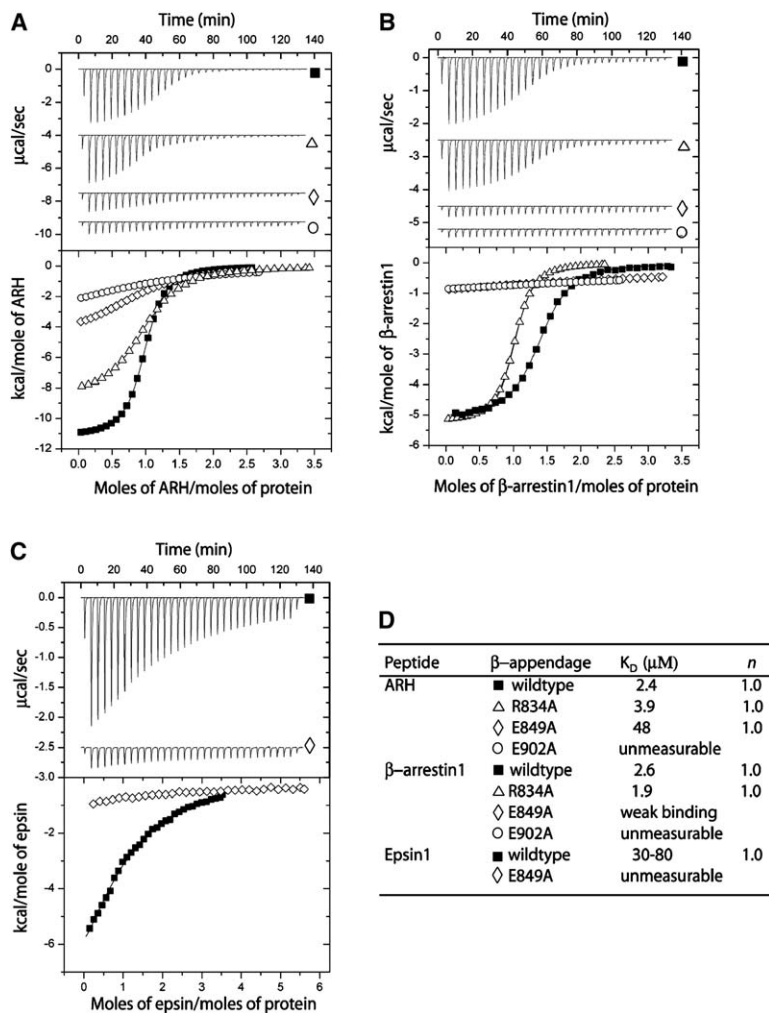 A
Time (min)
0 20 40 60 80 100 120 140
0
-2
-4
-6
-8
-10
µcal/sec
0
-2
-4
-6
-8
-10
-12
kcal/mole of ARH
0.0 0.5 1.0 1.5 2.0 2.5 3.0 3.5
Moles of ARH/moles of protein
B
Time (min)
0 20 40 60 80 100 120 140
0
-1
-2
-3
-4
-5
µcal/sec
0
-1
-2
-3
-4
-5
-6
kcal/mole of β-arrestin1
0.0 0.5 1.0 1.5 2.0 2.5 3.0 3.5
Moles of β-arrestin1/moles of protein
C
Time (min)
0 20 40 60 80 100 120 140
0.0
-0.5
-1.0
-1.5
-2.0
-2.5
-3.0
µcal/sec
-2
-4
-6
kcal/mole of epsin
0 1 2 3 4 5 6
Moles of epsin/moles of protein
D
Peptide β–appendage K_D (µM) n
ARH ■ wildtype 2.4 1.0
△ R834A 3.9 1.0
◇ E849A 48 1.0
○ E902A unmeasurable
β–arrestin1 ■ wildtype 2.6 1.0
△ R834A 1.9 1.0
◇ E849A weak binding
○ E902A unmeasurable
Epsin1 ■ wildtype 30-80 1.0
◇ E849A unmeasurable